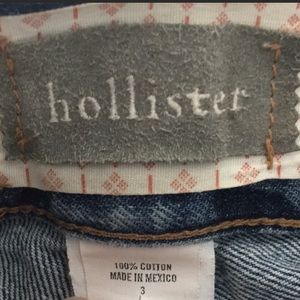 hollister
100% COTTON
MADE IN MEXICO
3